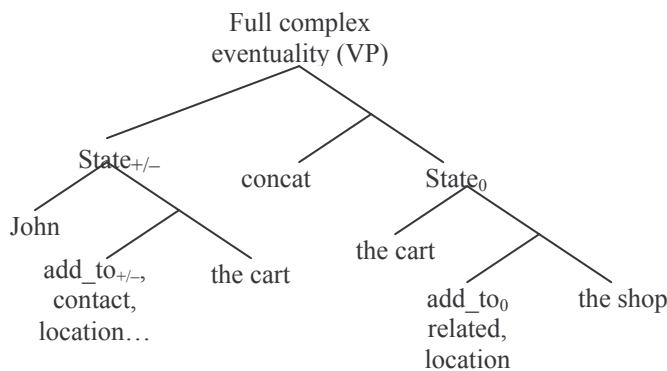 Full complex
eventuality (VP)
State+/–
concat
State0
John
the cart
add_to+/–,
contact,
location…
the cart
add_to0
related,
location
the shop